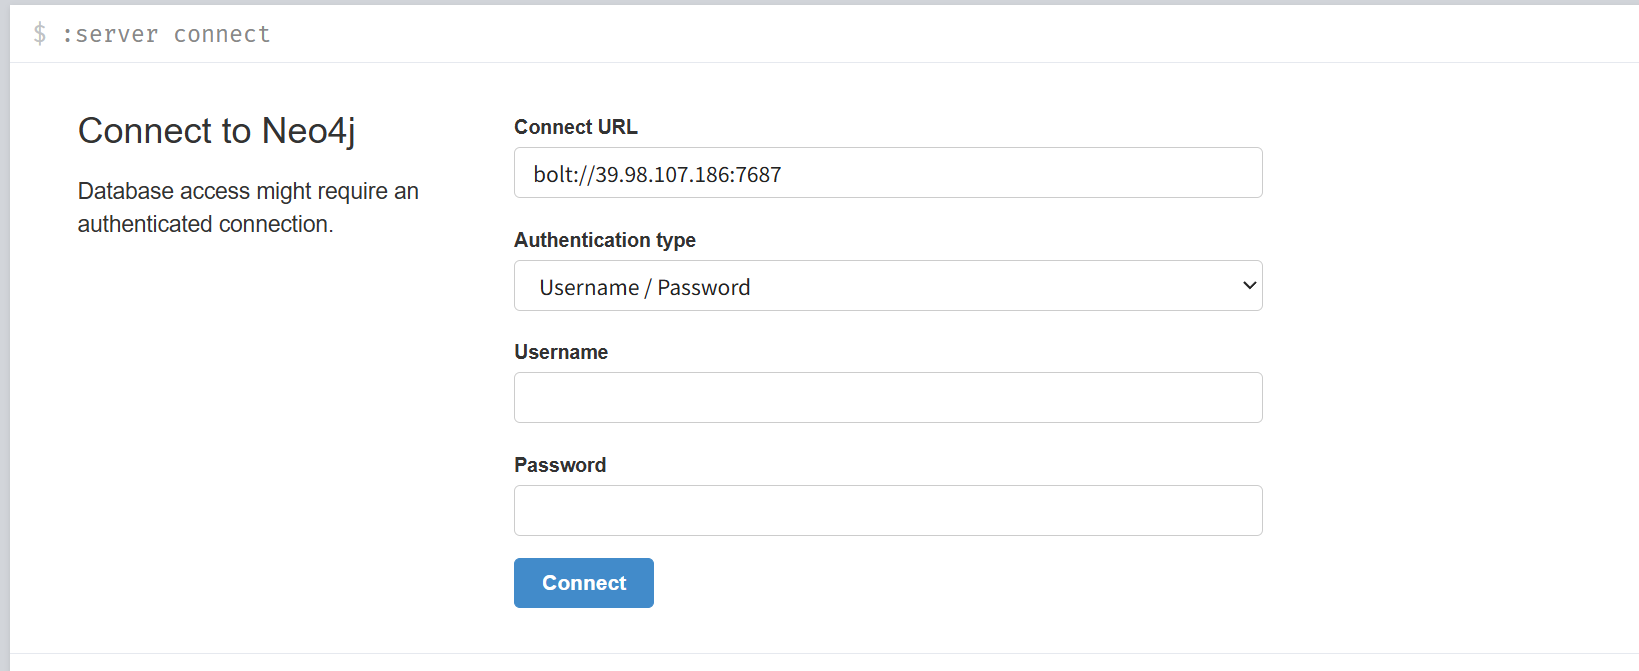 $ :server connect
Connect to Neo4j
Database access might require an
authenticated connection.
Connect URL
bolt://39.98.107.186:7687
Authentication type
Username / Password
Username
Password
Connect